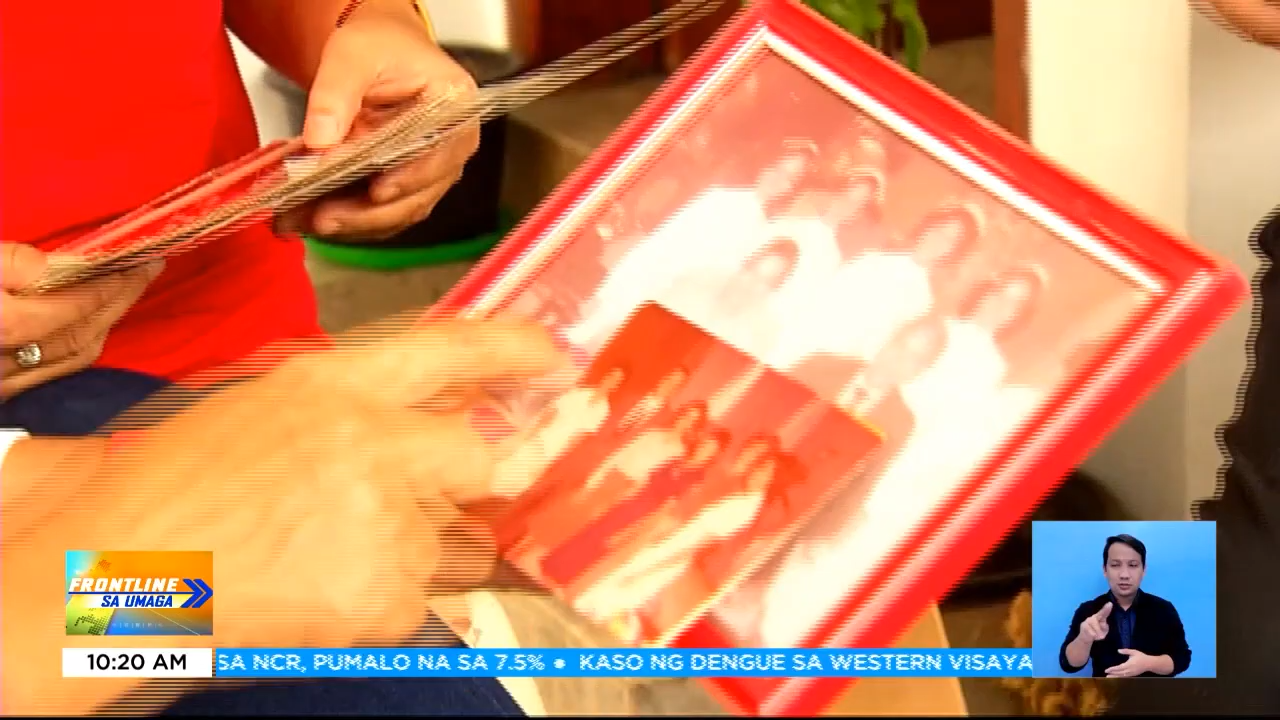 FRONTLINE
SA UMAGA
10:20 AM
SA NCR, PUMALO NA SA 7.5% ● KASO NG DENGUE SA WESTERN VISAYA